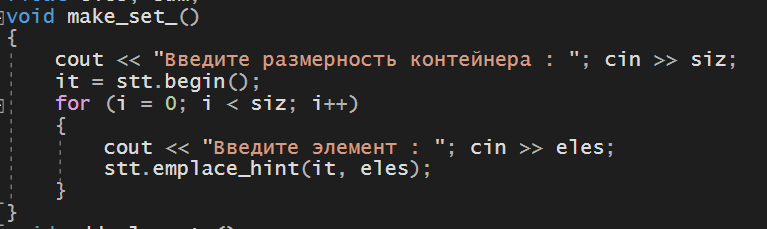 void make_set_()
{
cout << "Введите размерность контейнера : "; cin >> siz;
it = stt.begin();
for (i = 0; i < siz; i++)
{
cout << "Введите элемент : "; cin >> eles;
stt.emplace_hint(it, eles);
}
}